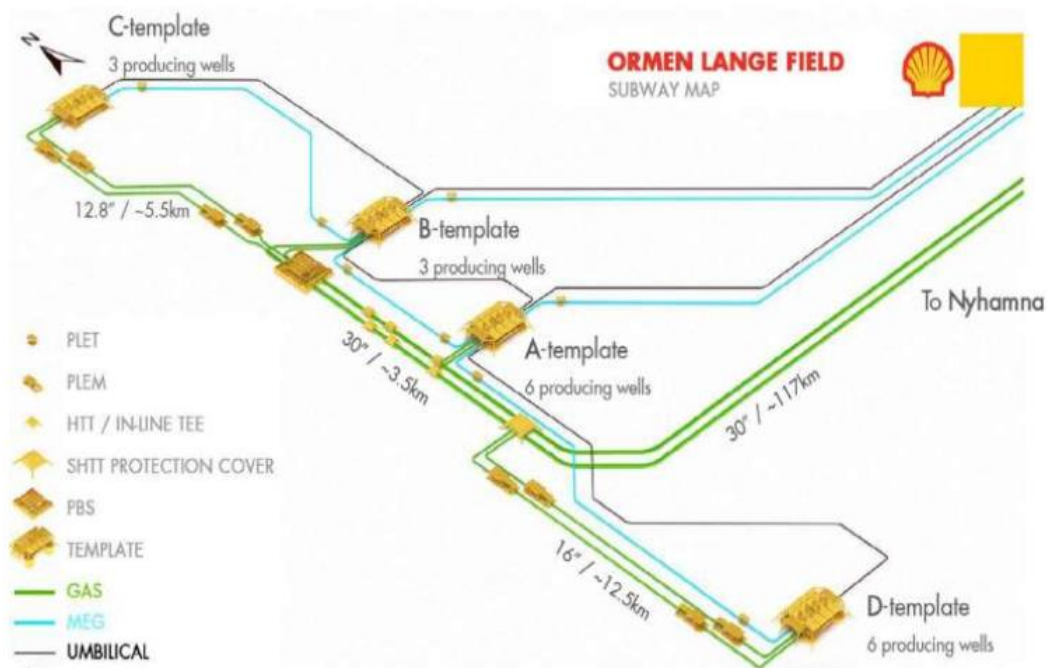 C-template
3 producing wells
N
ORMEN LANGE FIELD
SUBWAY MAP
12.8" / ~5.5km
B-template
3 producing wells
To Nyhamna
30" / ~3.5km
A-template
6 producing wells
30" / ~117km
PLET
PLEM
HTT / IN-LINE TEE
SHTT PROTECTION COVER
PBS
TEMPLATE
GAS
MEG
UMBILICAL
16" / ~12.5km
D-template
6 producing wells